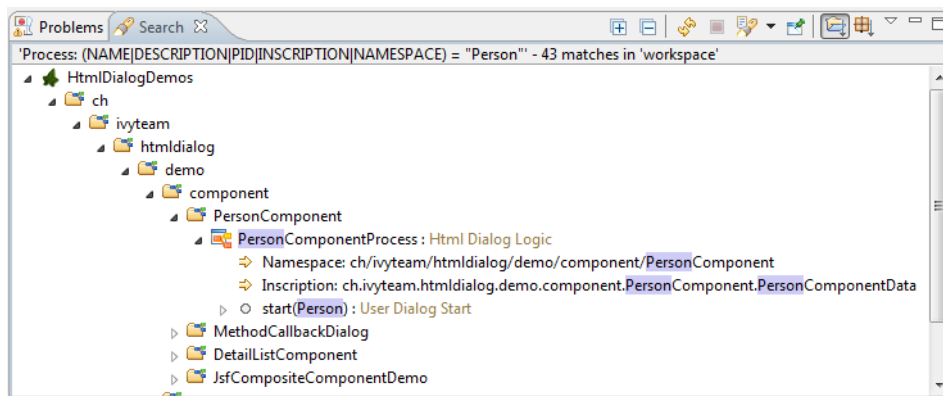 Problems Search
'Process: (NAME|DESCRIPTION|PID|INSCRIPTION|NAMESPACE) = "Person"' - 43 matches in 'workspace'
HtmlDialogDemos
ch
ivyteam
htmldialog
demo
component
PersonComponent
PersonComponentProcess : Html Dialog Logic
Namespace: ch/ivyteam/htmldialog/demo/component/PersonComponent
Inscription: ch.ivyteam.htmldialog.demo.component.PersonComponent.PersonComponentData
start(Person) : User Dialog Start
MethodCallbackDialog
DetailListComponent
JsfCompositeComponentDemo